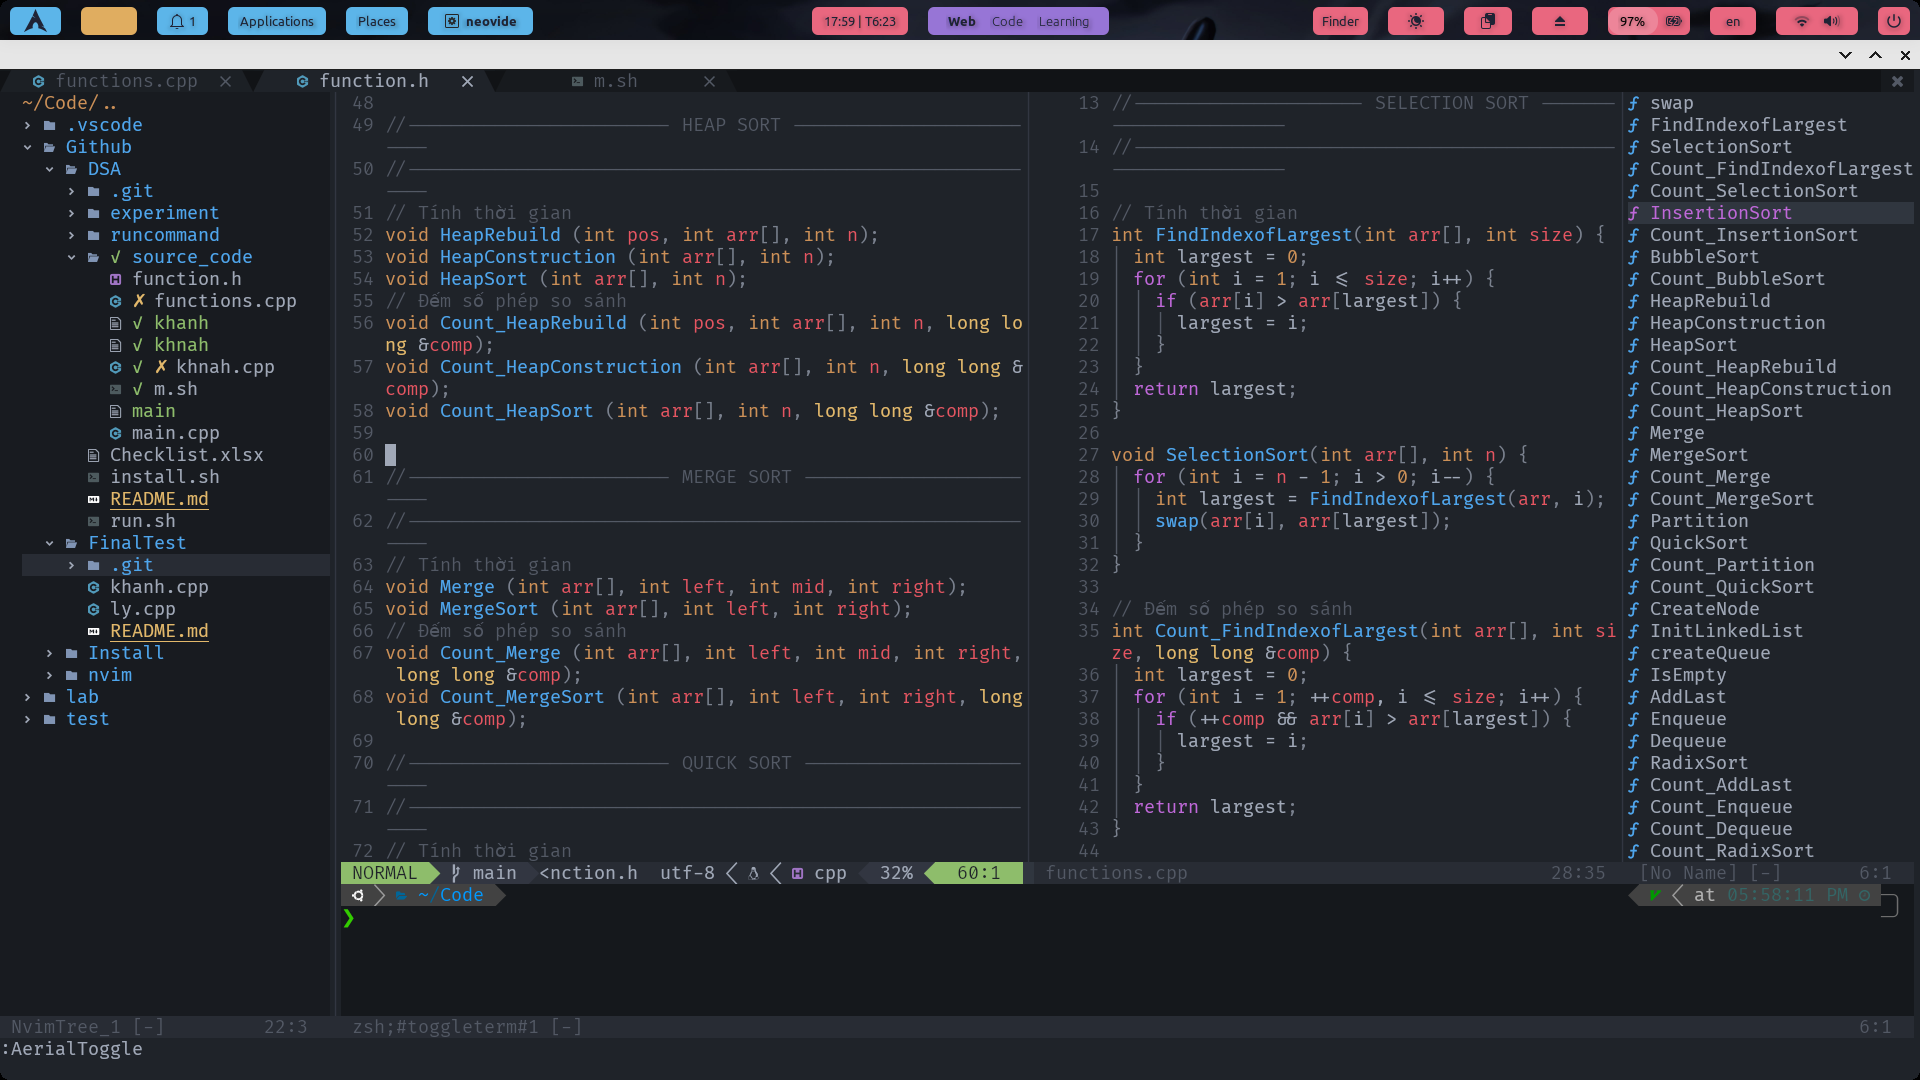 1
Applications
Places
neovide
17:59 | T6:23
Web Code Learning
Finder
97%
en
functions.cpp
function.h
m.sh
~/Code/..
.vscode
Github
DSA
.git
experiment
runcommand
✓ source_code
function.h
✗ functions.cpp
✓ khanh
✓ khnah
✓ ✗ khnah.cpp
✓ m.sh
main
main.cpp
Checklist.xlsx
install.sh
README.md
run.sh
FinalTest
.git
khanh.cpp
ly.cpp
README.md
Install
nvim
lab
test
NvimTree_1 [-] 22:3
48
49 //———————— HEAP SORT ————————
50 //————————————————
51 // Tính thời gian
52 void HeapRebuild (int pos, int arr[], int n);
53 void HeapConstruction (int arr[], int n);
54 void HeapSort (int arr[], int n);
55 // Đếm số phép so sánh
56 void Count_HeapRebuild (int pos, int arr[], int n, long lo
ng &comp);
57 void Count_HeapConstruction (int arr[], int n, long long &
comp);
58 void Count_HeapSort (int arr[], int n, long long &comp);
59
60
61 //———————— MERGE SORT ————————
62 //————————————————
63 // Tính thời gian
64 void Merge (int arr[], int left, int mid, int right);
65 void MergeSort (int arr[], int left, int right);
66 // Đếm số phép so sánh
67 void Count_Merge (int arr[], int left, int mid, int right,
long long &comp);
68 void Count_MergeSort (int arr[], int left, int right, long
long &comp);
69
70 //———————— QUICK SORT ————————
71 //————————————————
72 // Tính thời gian
NORMAL main <nction.h utf-8 cpp 32% 60:1
13 //———————— SELECTION SORT ————————
14 //————————————————
15
16 // Tính thời gian
17 int FindIndexofLargest(int arr[], int size) {
18 int largest = 0;
19 for (int i = 1; i <= size; i++) {
20 if (arr[i] > arr[largest]) {
21 largest = i;
22 }
23 }
24 return largest;
25 }
26
27 void SelectionSort(int arr[], int n) {
28 for (int i = n - 1; i > 0; i--) {
29 int largest = FindIndexofLargest(arr, i);
30 swap(arr[i], arr[largest]);
31 }
32 }
33
34 // Đếm số phép so sánh
35 int Count_FindIndexofLargest(int arr[], int si
ze, long long &comp) {
36 int largest = 0;
37 for (int i = 1; ++comp, i <= size; i++) {
38 if (++comp && arr[i] > arr[largest]) {
39 largest = i;
40 }
41 }
42 return largest;
43 }
44
functions.cpp 28:35
f swap
f FindIndexofLargest
f SelectionSort
f Count_FindIndexofLargest
f Count_SelectionSort
f InsertionSort
f Count_InsertionSort
f BubbleSort
f Count_BubbleSort
f HeapRebuild
f HeapConstruction
f HeapSort
f Count_HeapRebuild
f Count_HeapConstruction
f Count_HeapSort
f Merge
f MergeSort
f Count_Merge
f Count_MergeSort
f Partition
f QuickSort
f Count_Partition
f Count_QuickSort
f CreateNode
f InitLinkedList
f createQueue
f IsEmpty
f AddLast
f Enqueue
f Dequeue
f RadixSort
f Count_AddLast
f Count_Enqueue
f Count_Dequeue
f Count_RadixSort
[No Name] [-] 6:1
~/Code
at 05:58:11 PM
❯
zsh;#toggleterm#1 [-] 6:1
:AerialToggle